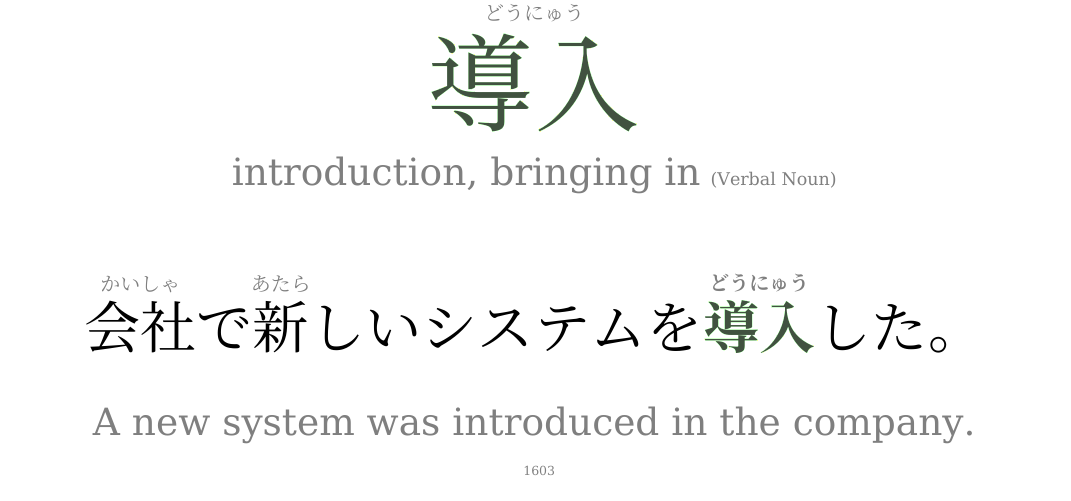 どうにゅう
導入
introduction, bringing in (Verbal Noun)
かいしゃ あたら どうにゅう
会社で新しいシステムを導入した。
A new system was introduced in the company.
1603